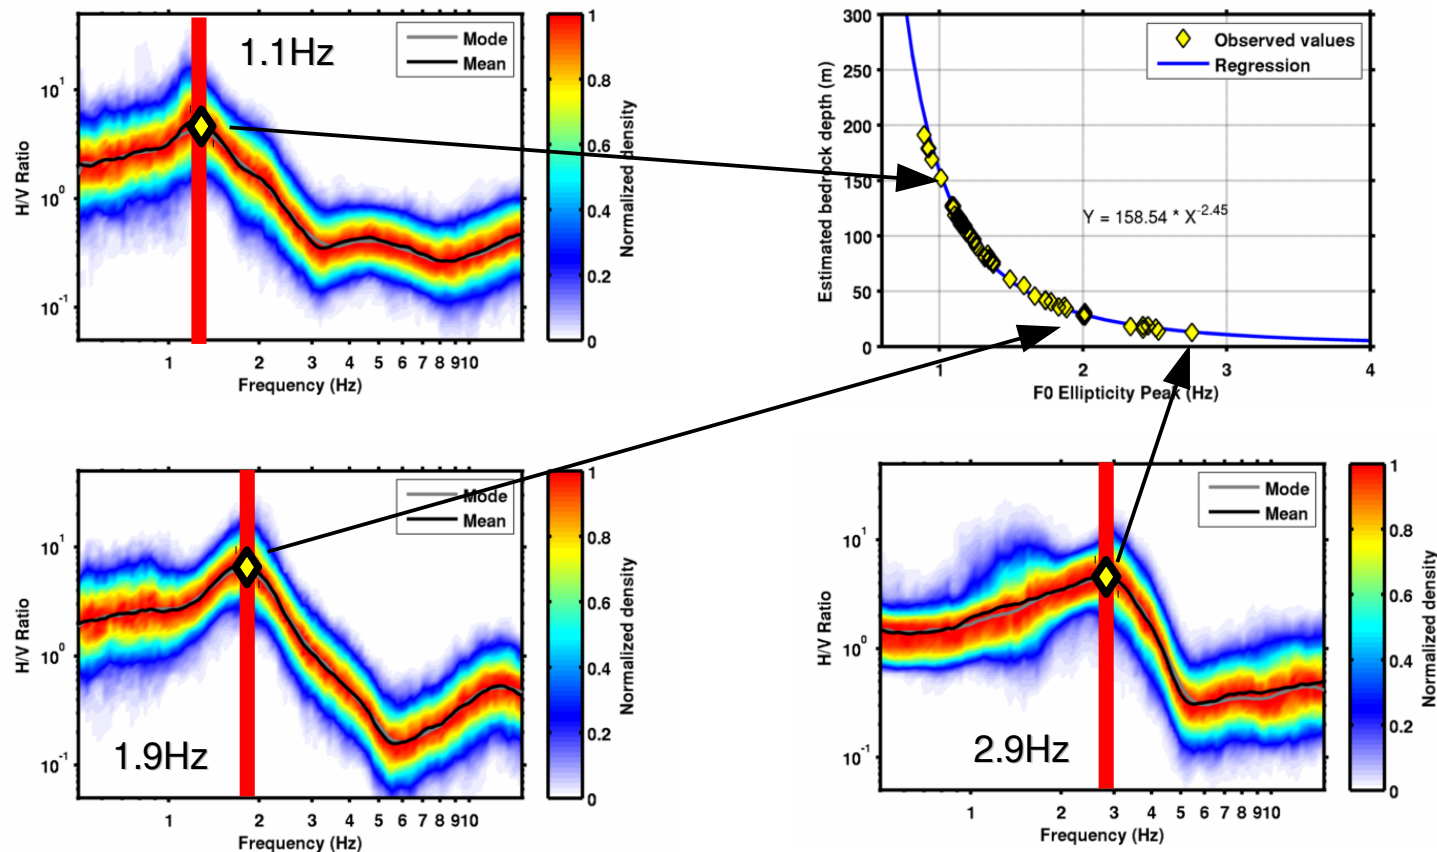 1.1Hz
Mode
Mean
10^1
10^0
10^-1
H/V Ratio
1 2 3 4 5 6 7 8 9 10
Frequency (Hz)
1
0.8
0.6
0.4
0.2
0
Normalized density
Observed values
Regression
Y = 158.54 * X^-2.45
300
250
200
150
100
50
0
Estimated bedrock depth (m)
1 2 3 4
F0 Ellipticity Peak (Hz)
Mode
Mean
1.9Hz
10^1
10^0
10^-1
H/V Ratio
1 2 3 4 5 6 7 8 9 10
Frequency (Hz)
1
0.8
0.6
0.4
0.2
0
Normalized density
Mode
Mean
2.9Hz
10^1
10^0
10^-1
H/V Ratio
1 2 3 4 5 6 7 8 9 10
Frequency (Hz)
1
0.8
0.6
0.4
0.2
0
Normalized density